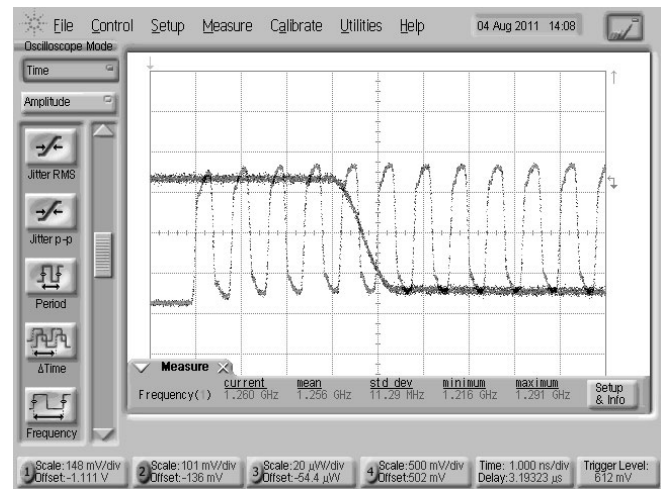 File Control Setup Measure Calibrate Utilities Help 04 Aug 2011 14:08
Oscilloscope Mode
Time
Amplitude
Jitter RMS
Jitter p-p
Period
ΔTime
Frequency
Measure
current mean std dev minimum maximum
Frequency(1) 1.260 GHz 1.256 GHz 11.29 MHz 1.216 GHz 1.291 GHz
Setup
& Info
1 Scale:148 mV/div
Offset:-1.111 V
2 Scale:101 mV/div
Offset:-136 mV
3 Scale:20 µW/div
Offset:-54.4 µW
4 Scale:500 mV/div
Offset:502 mV
Time: 1.000 ns/div
Delay:3.19323 µs
Trigger Level:
612 mV